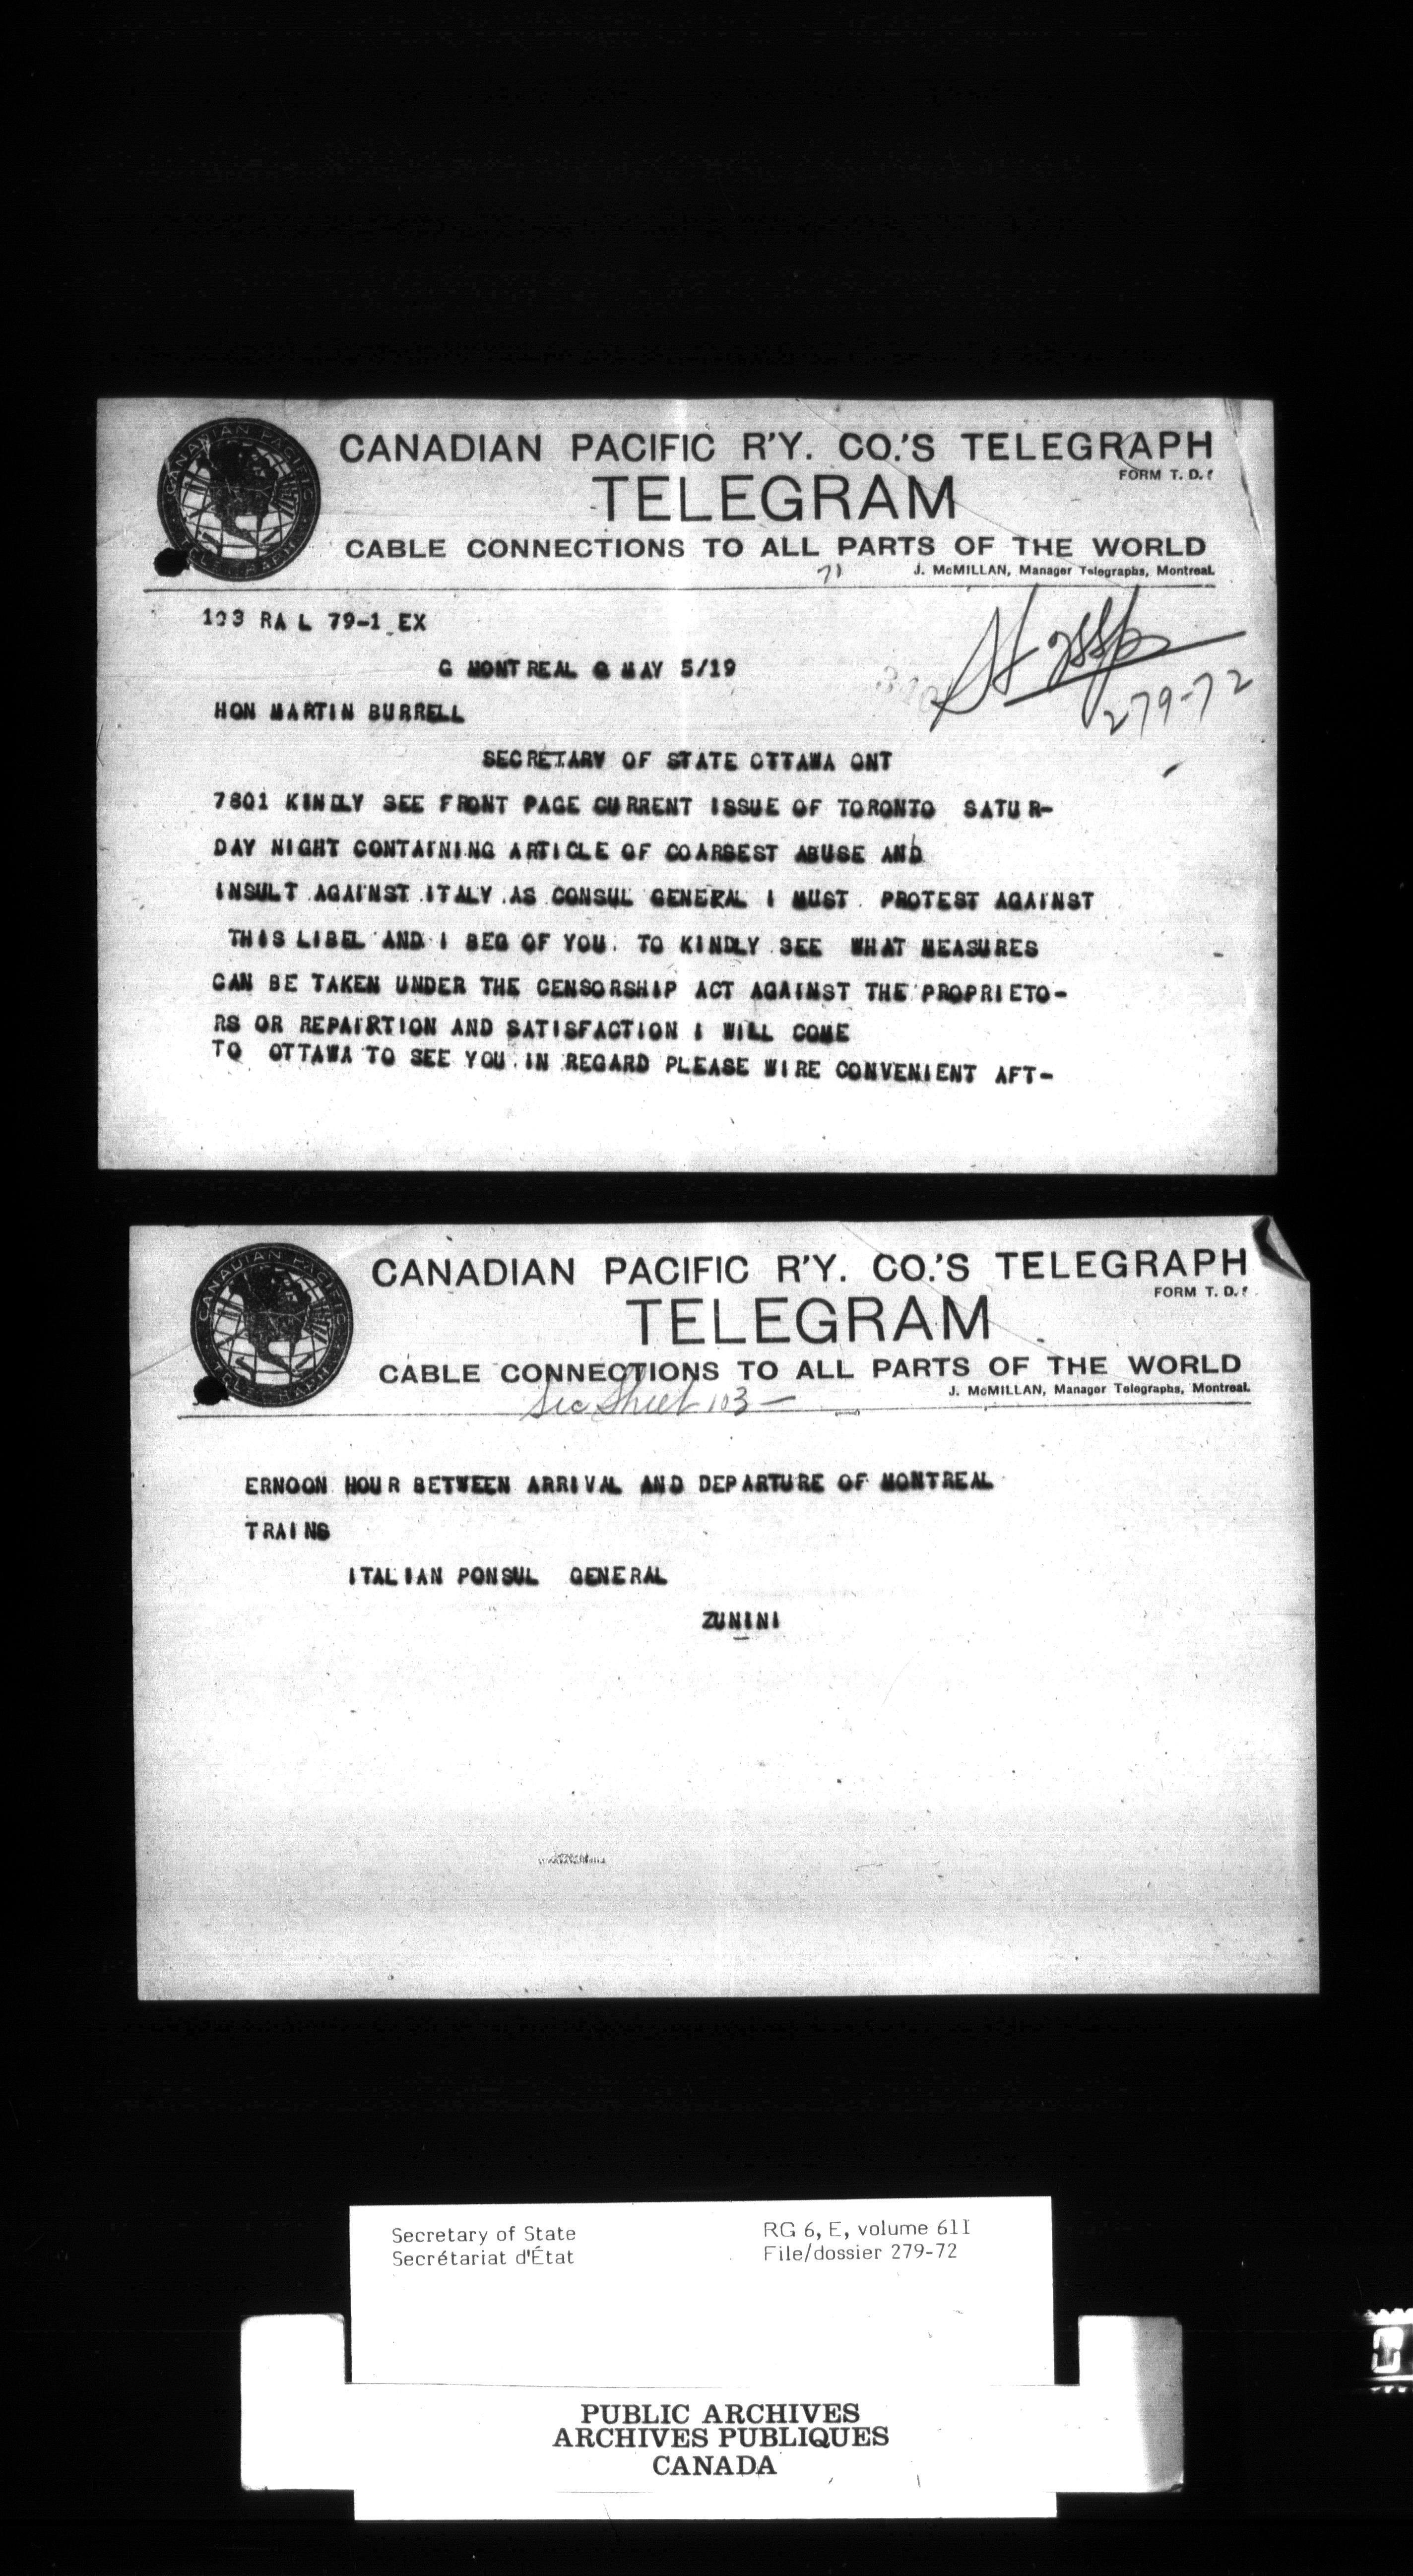 CANADIAN PACIFIC R'Y. CO.'S TELEGRAPH
FORM T. D.
TELEGRAM
CABLE CONNECTIONS TO ALL PARTS OF THE WORLD
J. McMILLAN, Manager Telegraphs, Montreal.
71
103 RA L 79-1 EX
G MONTREAL Q MAY 5/19
279-72
HON MARTIN BURRELL
SECRETARY OF STATE OTTAWA ONT
7801 KINDLY SEE FRONT PAGE CURRENT ISSUE OF TORONTO SATUR-
DAY NIGHT CONTAINING ARTICLE OF COARSEST ABUSE AND
INSULT AGAINST ITALY AS CONSUL GENERAL I MUST PROTEST AGAINST
THIS LIBEL AND I BEG OF YOU TO KINDLY SEE WHAT MEASURES
CAN BE TAKEN UNDER THE CENSORSHIP ACT AGAINST THE PROPRIETO-
RS OR REPAIRTION AND SATISFACTION I WILL COME
TO OTTAWA TO SEE YOU IN REGARD PLEASE WIRE CONVENIENT AFT-
CANADIAN PACIFIC R'Y. CO.'S TELEGRAPH
FORM T. D.
TELEGRAM
CABLE CONNECTIONS TO ALL PARTS OF THE WORLD
J. McMILLAN, Manager Telegraphs, Montreal.
Sec Sheet 103 -
ERNOON HOUR BETWEEN ARRIVAL AND DEPARTURE OF MONTREAL
TRAINS
ITALIAN PONSUL GENERAL
ZUNINI
Secretary of State
Secrétariat d'État
RG 6, E, volume 611
File/dossier 279-72
PUBLIC ARCHIVES
ARCHIVES PUBLIQUES
CANADA